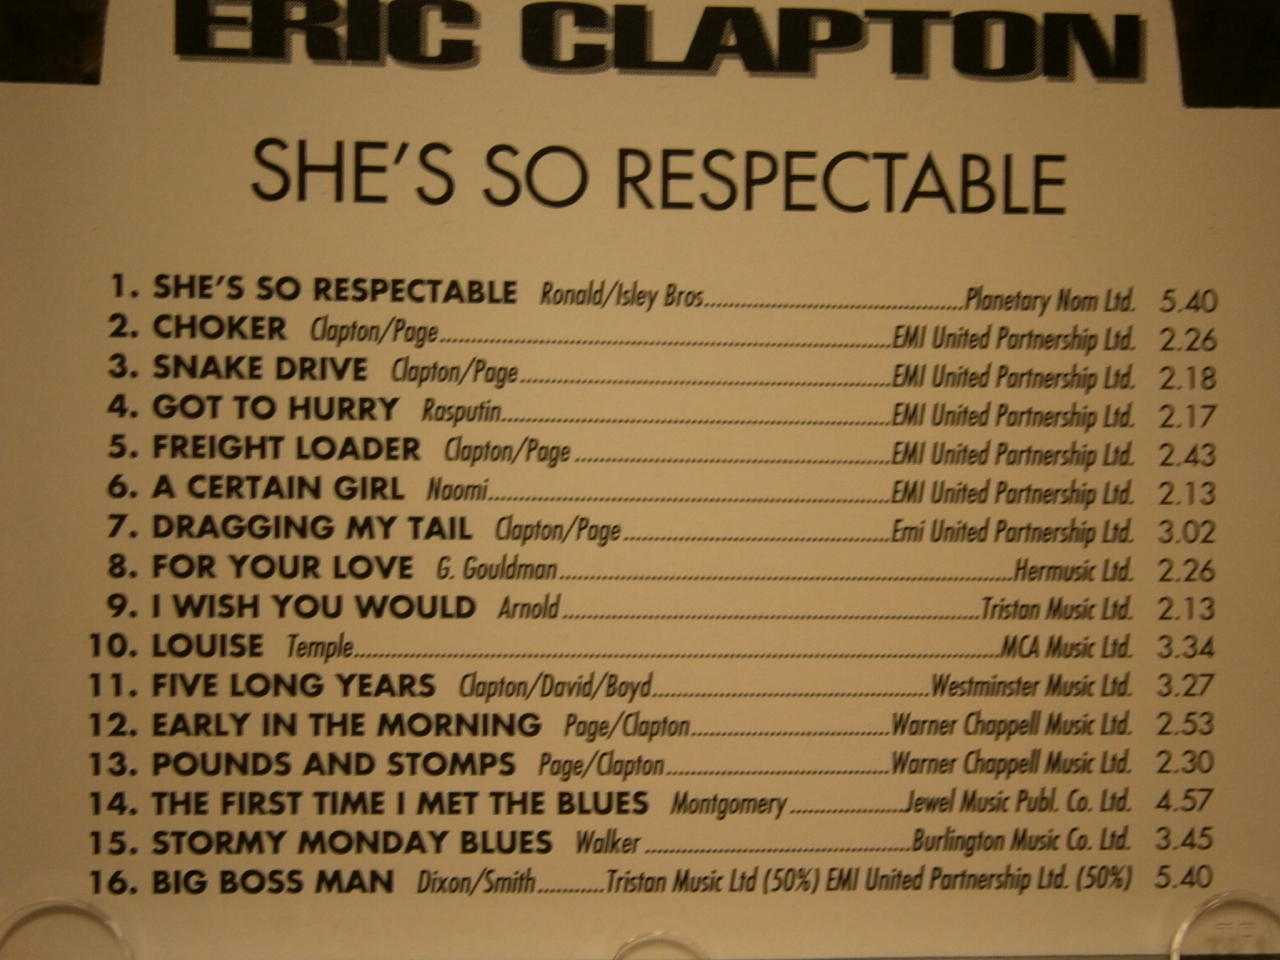 ERIC CLAPTON
SHE'S SO RESPECTABLE
1. SHE'S SO RESPECTABLE Ronald/Isley Bros. Planetary Nom Ltd. 5.40
2. CHOKER Clapton/Page EMI United Partnership Ltd. 2.26
3. SNAKE DRIVE Clapton/Page EMI United Partnership Ltd. 2.18
4. GOT TO HURRY Rasputin EMI United Partnership Ltd. 2.17
5. FREIGHT LOADER Clapton/Page EMI United Partnership Ltd. 2.43
6. A CERTAIN GIRL Naomi EMI United Partnership Ltd. 2.13
7. DRAGGING MY TAIL Clapton/Page Emi United Partnership Ltd. 3.02
8. FOR YOUR LOVE G. Gouldman Hermusic Ltd. 2.26
9. I WISH YOU WOULD Arnold Tristan Music Ltd. 2.13
10. LOUISE Temple MCA Music Ltd. 3.34
11. FIVE LONG YEARS Clapton/David/Boyd Westminster Music Ltd. 3.27
12. EARLY IN THE MORNING Page/Clapton Warner Chappell Music Ltd. 2.53
13. POUNDS AND STOMPS Page/Clapton Warner Chappell Music Ltd. 2.30
14. THE FIRST TIME I MET THE BLUES Montgomery Jewel Music Publ. Co. Ltd. 4.57
15. STORMY MONDAY BLUES Walker Burlington Music Co. Ltd. 3.45
16. BIG BOSS MAN Dixon/Smith Tristan Music Ltd (50%) EMI United Partnership Ltd. (50%) 5.40